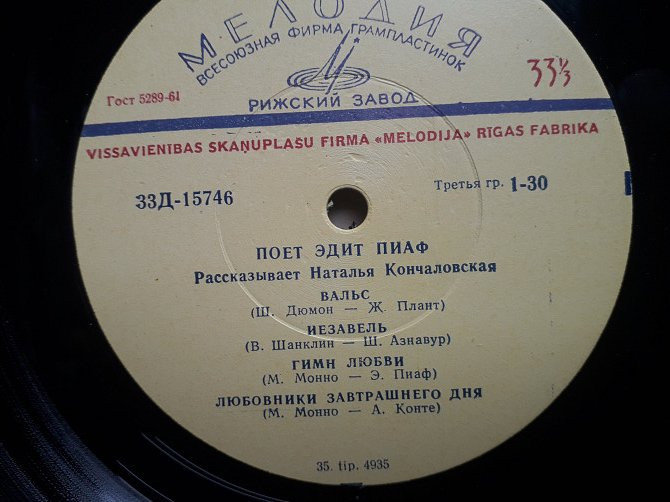 МЕЛОДИЯ
ВСЕСОЮЗНАЯ ФИРМА ГРАМПЛАСТИНОК
Гост 5289-61
33⅓
РИЖСКИЙ ЗАВОД
VISSAVIENIBAS SKAŅUPLAŠU FIRMA «MELODIJA» RIGAS FABRIKA
33Д-15746
Третья гр. 1-30
ПОЕТ ЭДИТ ПИАФ
Рассказывает Наталья Кончаловская
ВАЛЬС
(Ш. Дюмон — Ж. Плант)
ИЕЗАВЕЛЬ
(В. Шанклин — Ш. Азнавур)
ГИМН ЛЮБВИ
(М. Монно — Э. Пиаф)
ЛЮБОВНИКИ ЗАВТРАШНЕГО ДНЯ
(М. Монно — А. Конте)
35. tip. 4935